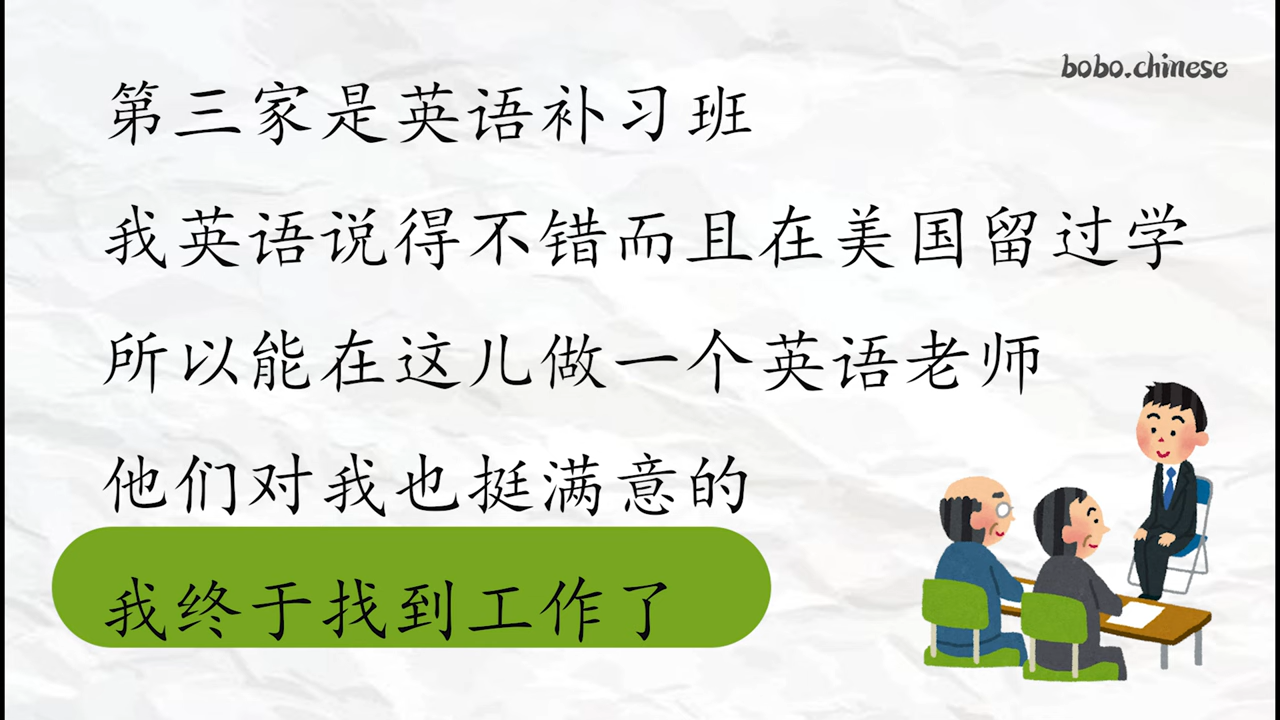 bobo.chinese
第三家是英语补习班
我英语说得不错而且在美国留过学
所以能在这儿做一个英语老师
他们对我也挺满意的
我终于找到工作了